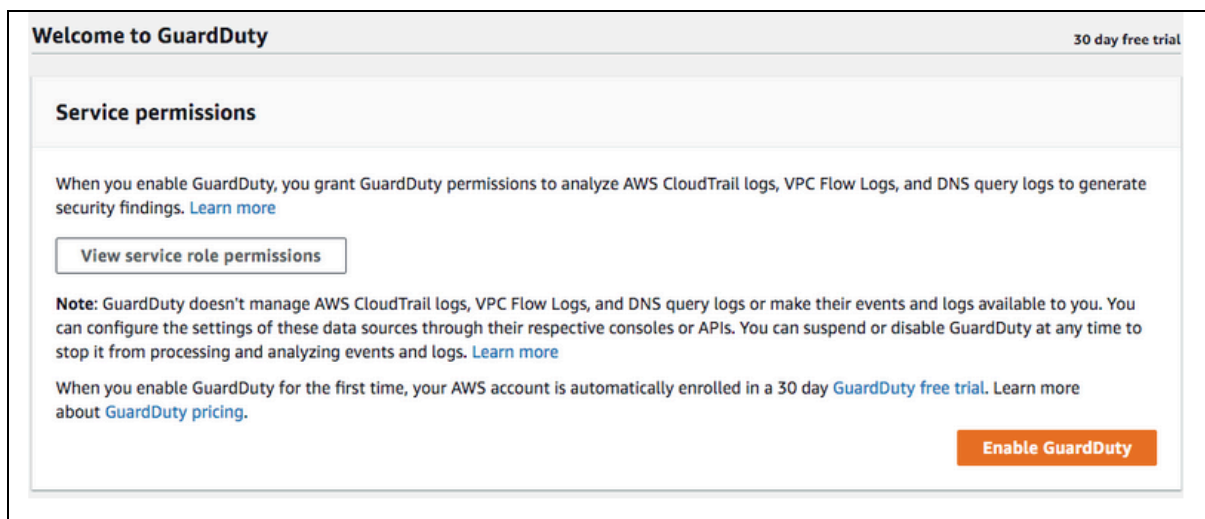 Welcome to GuardDuty
30 day free trial
Service permissions
When you enable GuardDuty, you grant GuardDuty permissions to analyze AWS CloudTrail logs, VPC Flow Logs, and DNS query logs to generate
security findings. Learn more
View service role permissions
Note: GuardDuty doesn't manage AWS CloudTrail logs, VPC Flow Logs, and DNS query logs or make their events and logs available to you. You
can configure the settings of these data sources through their respective consoles or APIs. You can suspend or disable GuardDuty at any time to
stop it from processing and analyzing events and logs. Learn more
When you enable GuardDuty for the first time, your AWS account is automatically enrolled in a 30 day GuardDuty free trial. Learn more
about GuardDuty pricing.
Enable GuardDuty